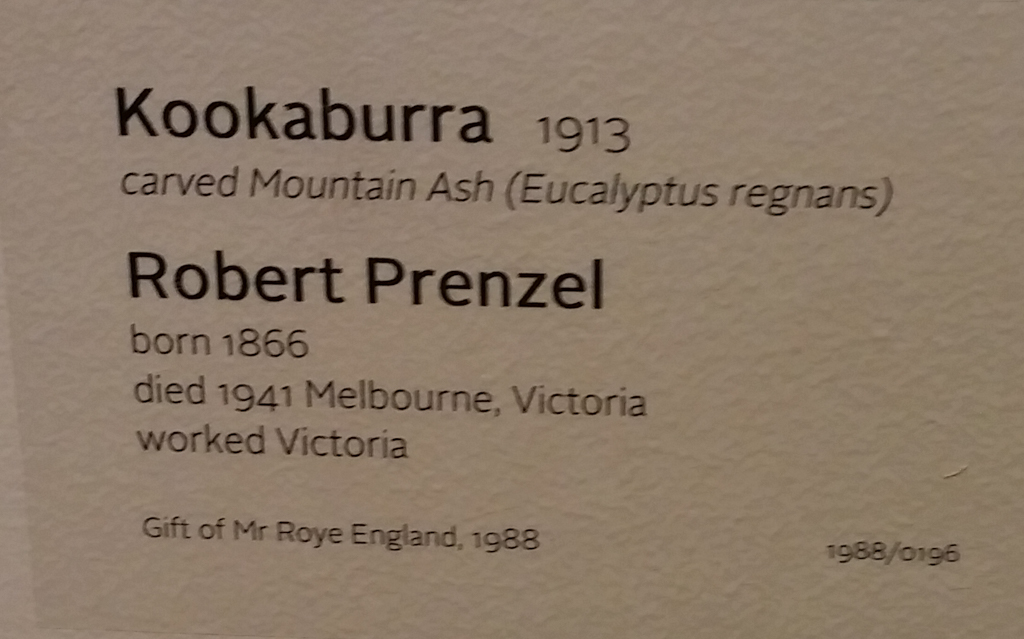 Kookaburra 1913
carved Mountain Ash (Eucalyptus regnans)
Robert Prenzel
born 1866
died 1941 Melbourne, Victoria
worked Victoria
Gift of Mr Roye England, 1988
1988/0196